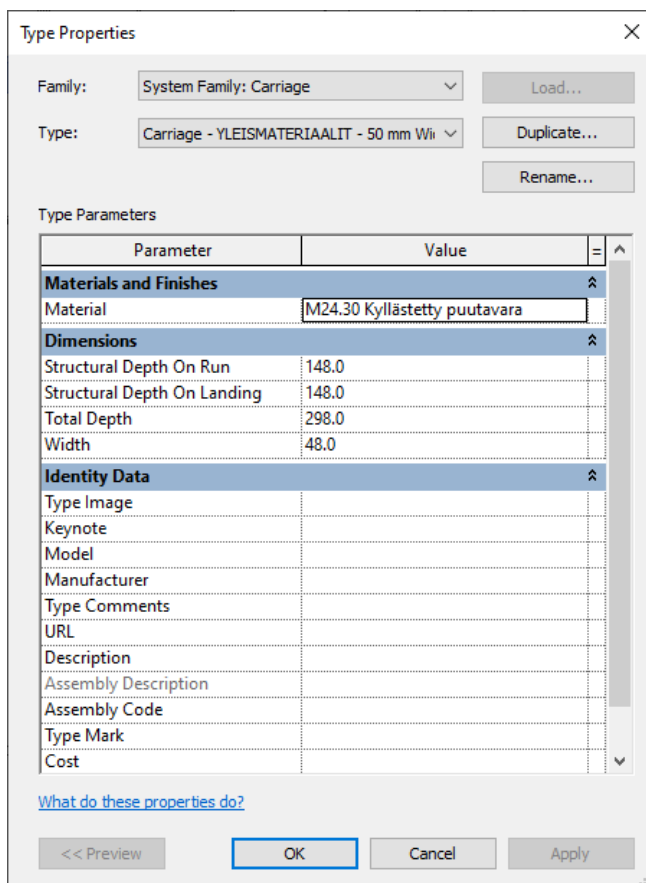 Type Properties
Family: System Family: Carriage Load...
Type: Carriage - YLEISMATERIAALIT - 50 mm Duplicate...
Rename...
Type Parameters
Parameter Value =
Materials and Finishes
Material M24.30 Kyllästetty puutavara
Dimensions
Structural Depth On Run 148.0
Structural Depth On Landing 148.0
Total Depth 298.0
Width 48.0
Identity Data
Type Image
Keynote
Model
Manufacturer
Type Comments
URL
Description
Assembly Description
Assembly Code
Type Mark
Cost
What do these properties do?
<< Preview OK Cancel Apply